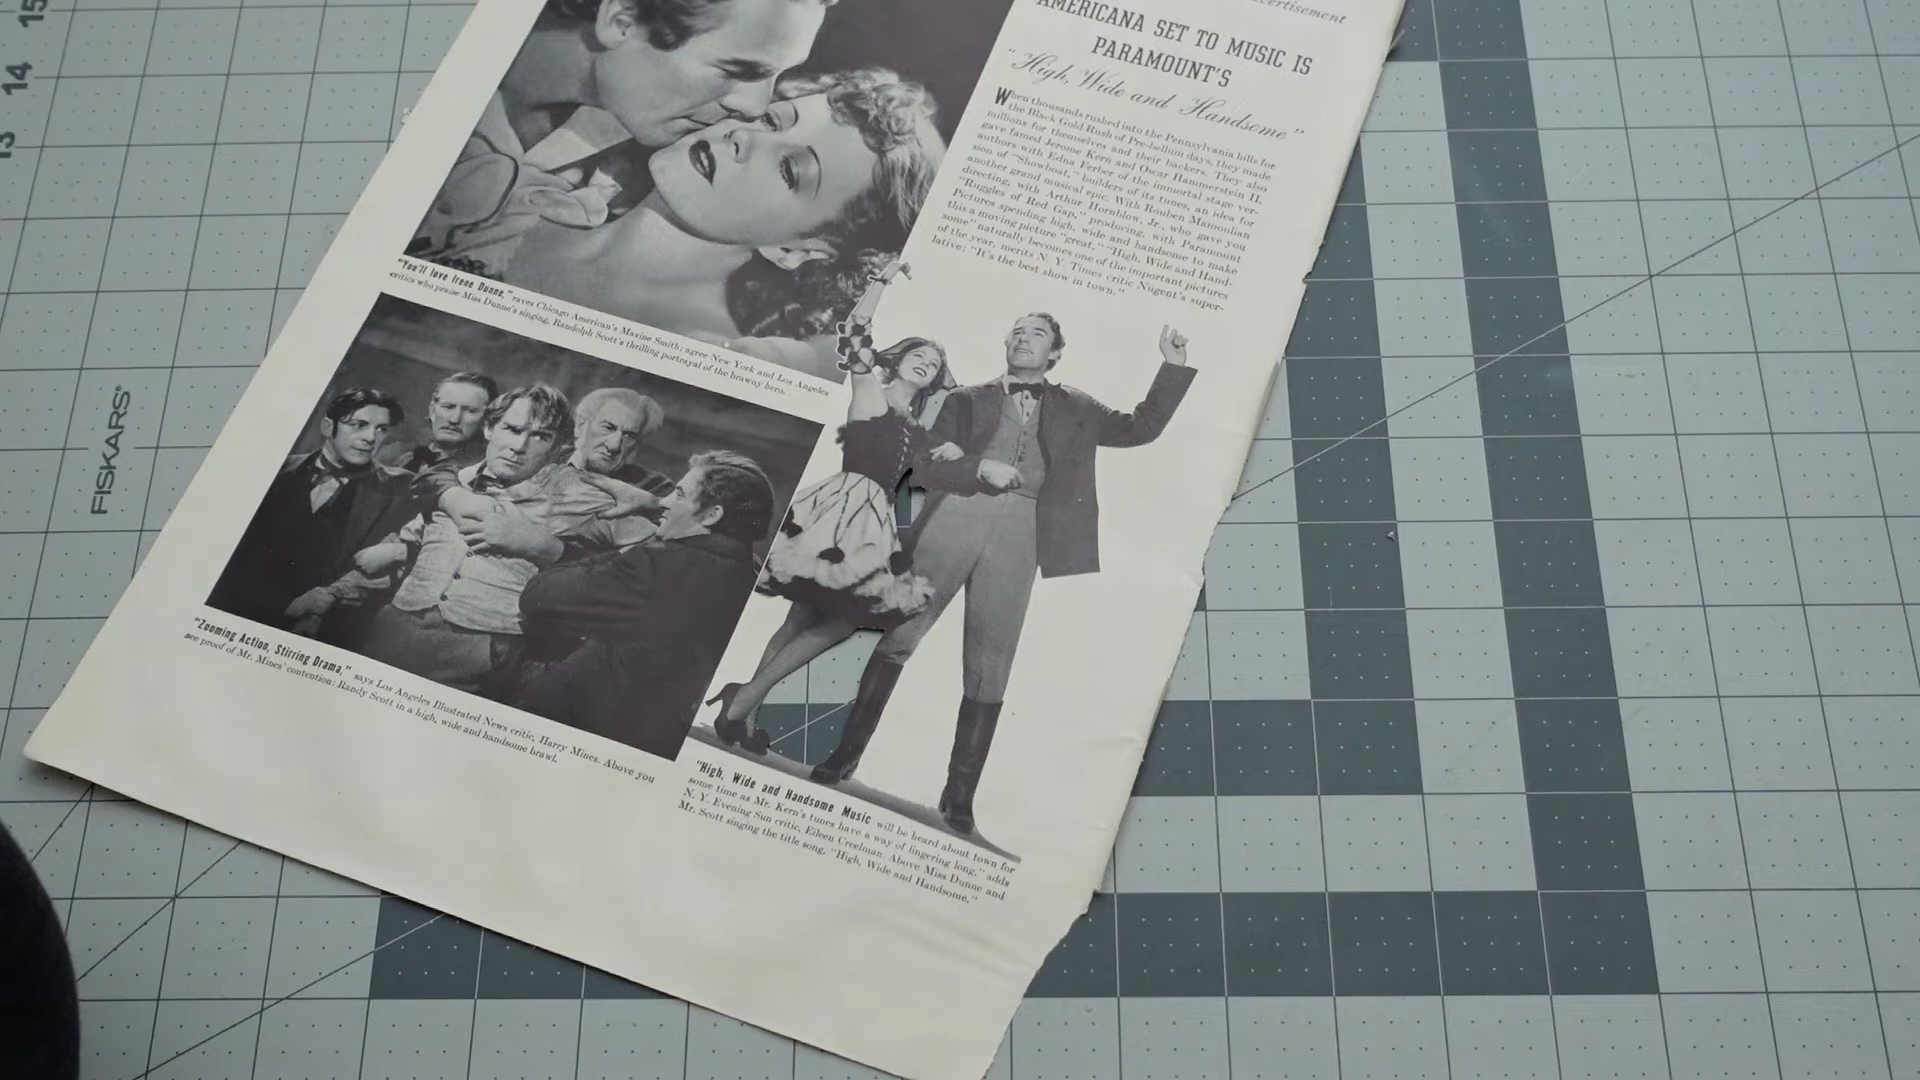 15
14
13
FISKARS®
AMERICANA SET TO MUSIC IS
PARAMOUNT'S
"High, Wide and Handsome"
When thousands rushed into the Pennsylvania hills for
the Black Gold Rush of Pre-bellum days, they made
millions for themselves and their backers. They also
gave famed Jerome Kern and Oscar Hammerstein II,
authors with Edna Ferber of the immortal stage ver-
sion of "Showboat," builders of its tunes, an idea for
another grand musical epic. With Rouben Mamoulian
directing, with Arthur Hornblow, Jr., who gave you
"Ruggles of Red Gap," producing, with Paramount
Pictures spending high, wide and handsome to make
this a moving picture "great," "High, Wide and Hand-
some" naturally becomes one of the important pictures
of the year, merits N. Y. Times critic Nugent's super-
lative: "It's the best show in town."
"You'll love Irene Dunne," raves Chicago American's Maxine Smith; agree New York and Los Angeles
critics who praise Miss Dunne's singing, Randolph Scott's thrilling portrayal of the brawny hero.
"Zooming Action, Stirring Drama," says Los Angeles Illustrated News critic, Harry Mines. Above you
see proof of Mr. Mines' contention: Randy Scott in a high, wide and handsome brawl.
"High, Wide and Handsome Music will be heard about town for
some time as Mr. Kern's tunes have a way of lingering long," adds
N. Y. Evening Sun critic, Eileen Creelman. Above Miss Dunne and
Mr. Scott singing the title song, "High, Wide and Handsome."